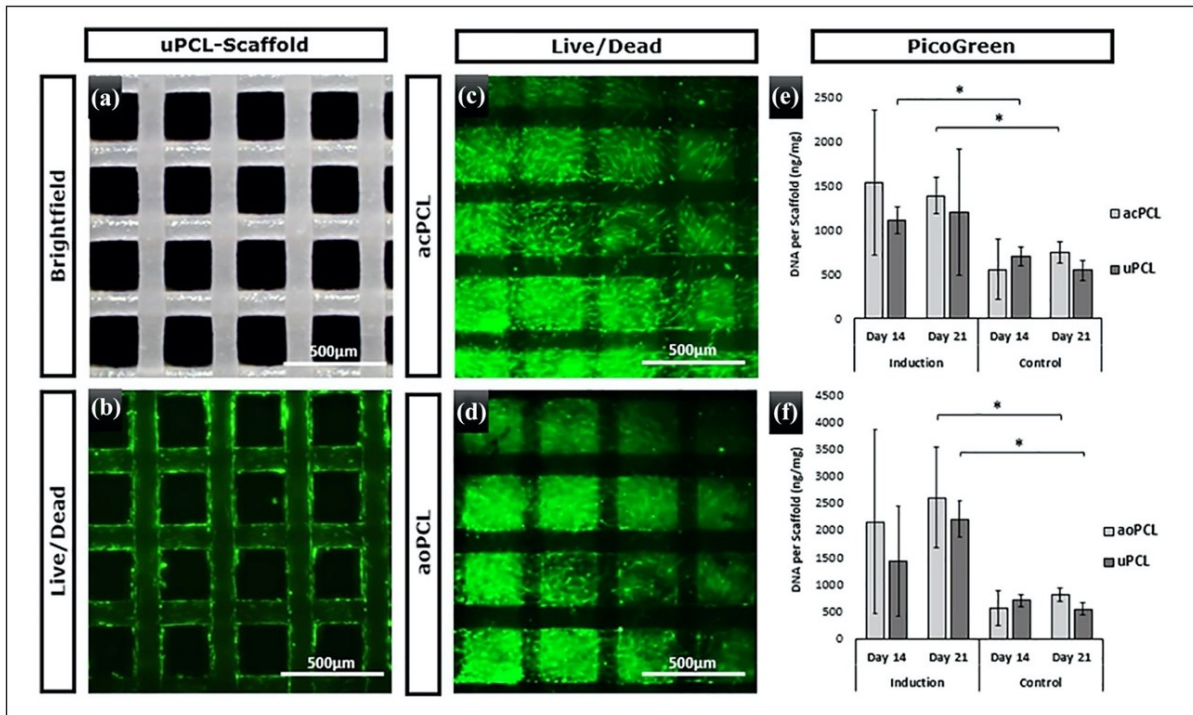 uPCL-Scaffold
Live/Dead
PicoGreen
Brightfield
(a)
500μm
acPCL
(c)
500μm
(e)
DNA per Scaffold (ng/mg)
2500
2000
1500
1000
500
0
*
*
acPCL
uPCL
Day 14 Day 21 Day 14 Day 21
Induction Control
Live/Dead
(b)
500μm
aoPCL
(d)
500μm
(f)
DNA per Scaffold (ng/mg)
4500
4000
3500
3000
2500
2000
1500
1000
500
0
*
*
aoPCL
uPCL
Day 14 Day 21 Day 14 Day 21
Induction Control